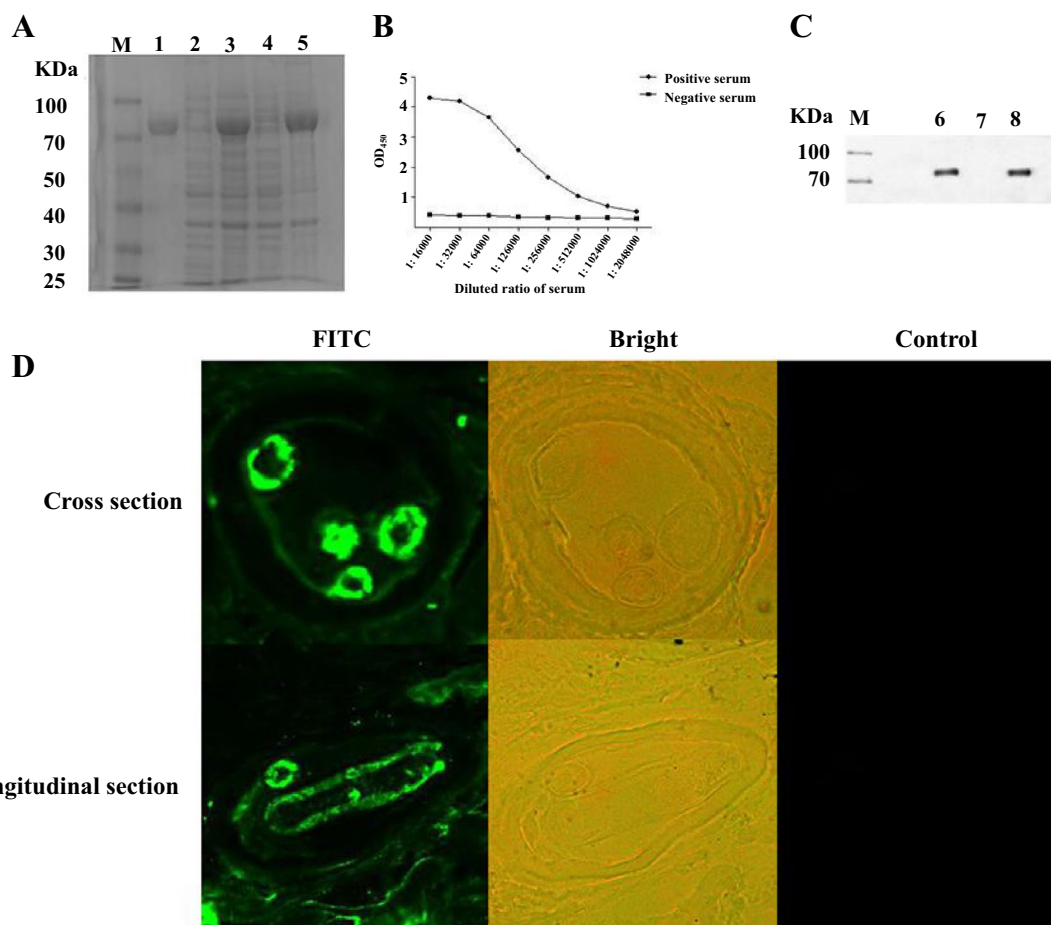 A
B
C
M 1 2 3 4 5
KDa
100
70
50
40
30
25
5
4
3
2
1
OD450
Positive serum
Negative serum
1: 16000
1: 32000
1: 64000
1: 126000
1: 256000
1: 512000
1: 1024000
1: 2048000
Diluted ratio of serum
KDa M 6 7 8
100
70
FITC Bright Control
D
Cross section
ngitudinal section